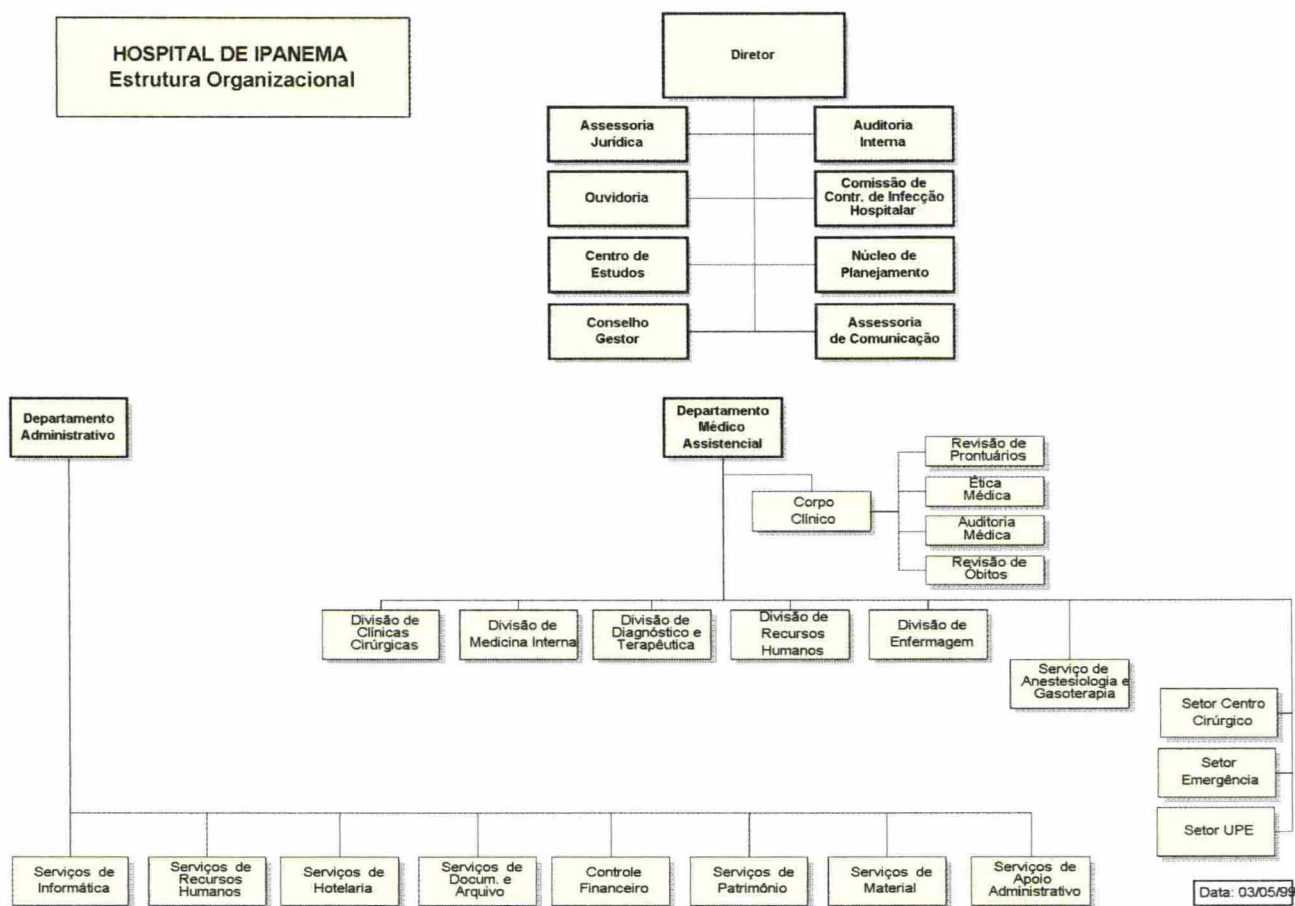 HOSPITAL DE IPANEMA
Estrutura Organizacional
Diretor
Assessoria
Jurídica
Auditoria
Interna
Ouvidoria
Comissão de
Contr. de Infecção
Hospitalar
Centro de
Estudos
Núcleo de
Planejamento
Conselho
Gestor
Assessoria
de Comunicação
Departamento
Administrativo
Departamento
Médico
Assistencial
Corpo
Clínico
Revisão de
Prontuários
Ética
Médica
Auditoria
Médica
Revisão de
Óbitos
Divisão de
Clínicas
Cirúrgicas
Divisão de
Medicina Interna
Divisão de
Diagnóstico e
Terapêutica
Divisão de
Recursos
Humanos
Divisão de
Enfermagem
Serviço de
Anestesiologia e
Gasoterapia
Setor Centro
Cirúrgico
Setor
Emergência
Setor UPE
Serviços de
Informática
Serviços de
Recursos
Humanos
Serviços de
Hotelaria
Serviços de
Docum. e
Arquivo
Controle
Financeiro
Serviços de
Patrimônio
Serviços de
Material
Serviços de
Apoio
Administrativo
Data: 03/05/99